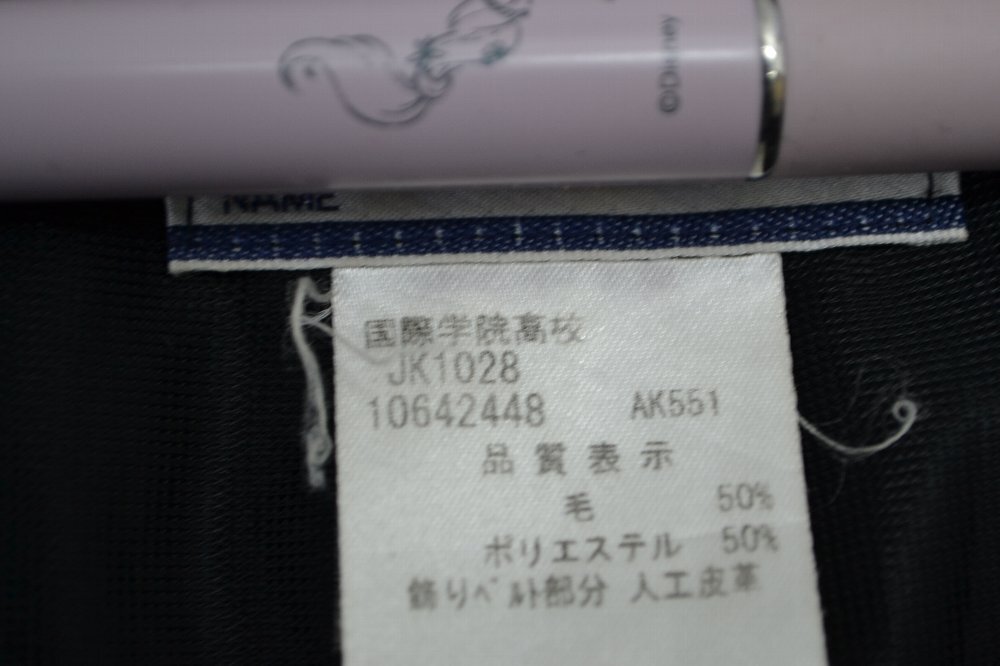 ©Disney
NAME
国際学院高校
JK1028
10642448 AK551
品質表示
毛 50%
ポリエステル 50%
飾りベルト部分 人工皮革